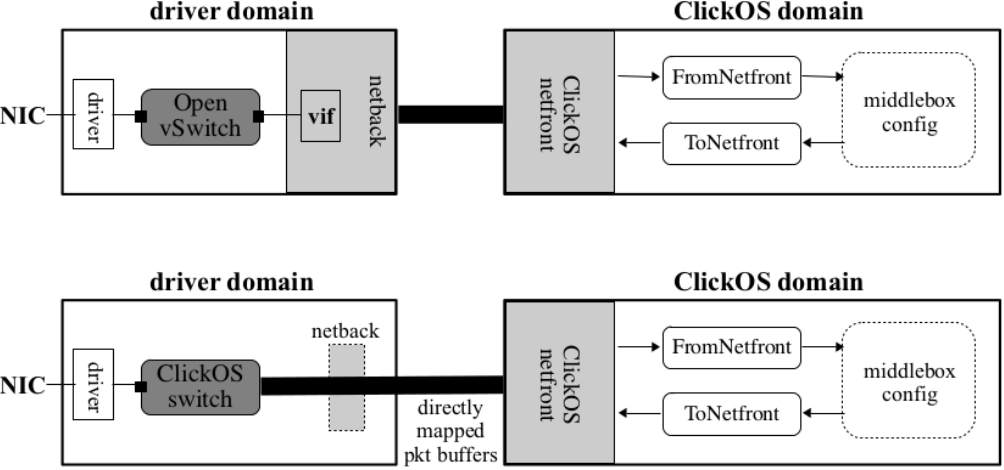 driver domain
ClickOS domain
NIC
driver
Open
vSwitch
vif
netback
ClickOS
netfront
FromNetfront
ToNetfront
middlebox
config
driver domain
ClickOS domain
NIC
driver
ClickOS
switch
netback
directly
mapped
pkt buffers
ClickOS
netfront
FromNetfront
ToNetfront
middlebox
config